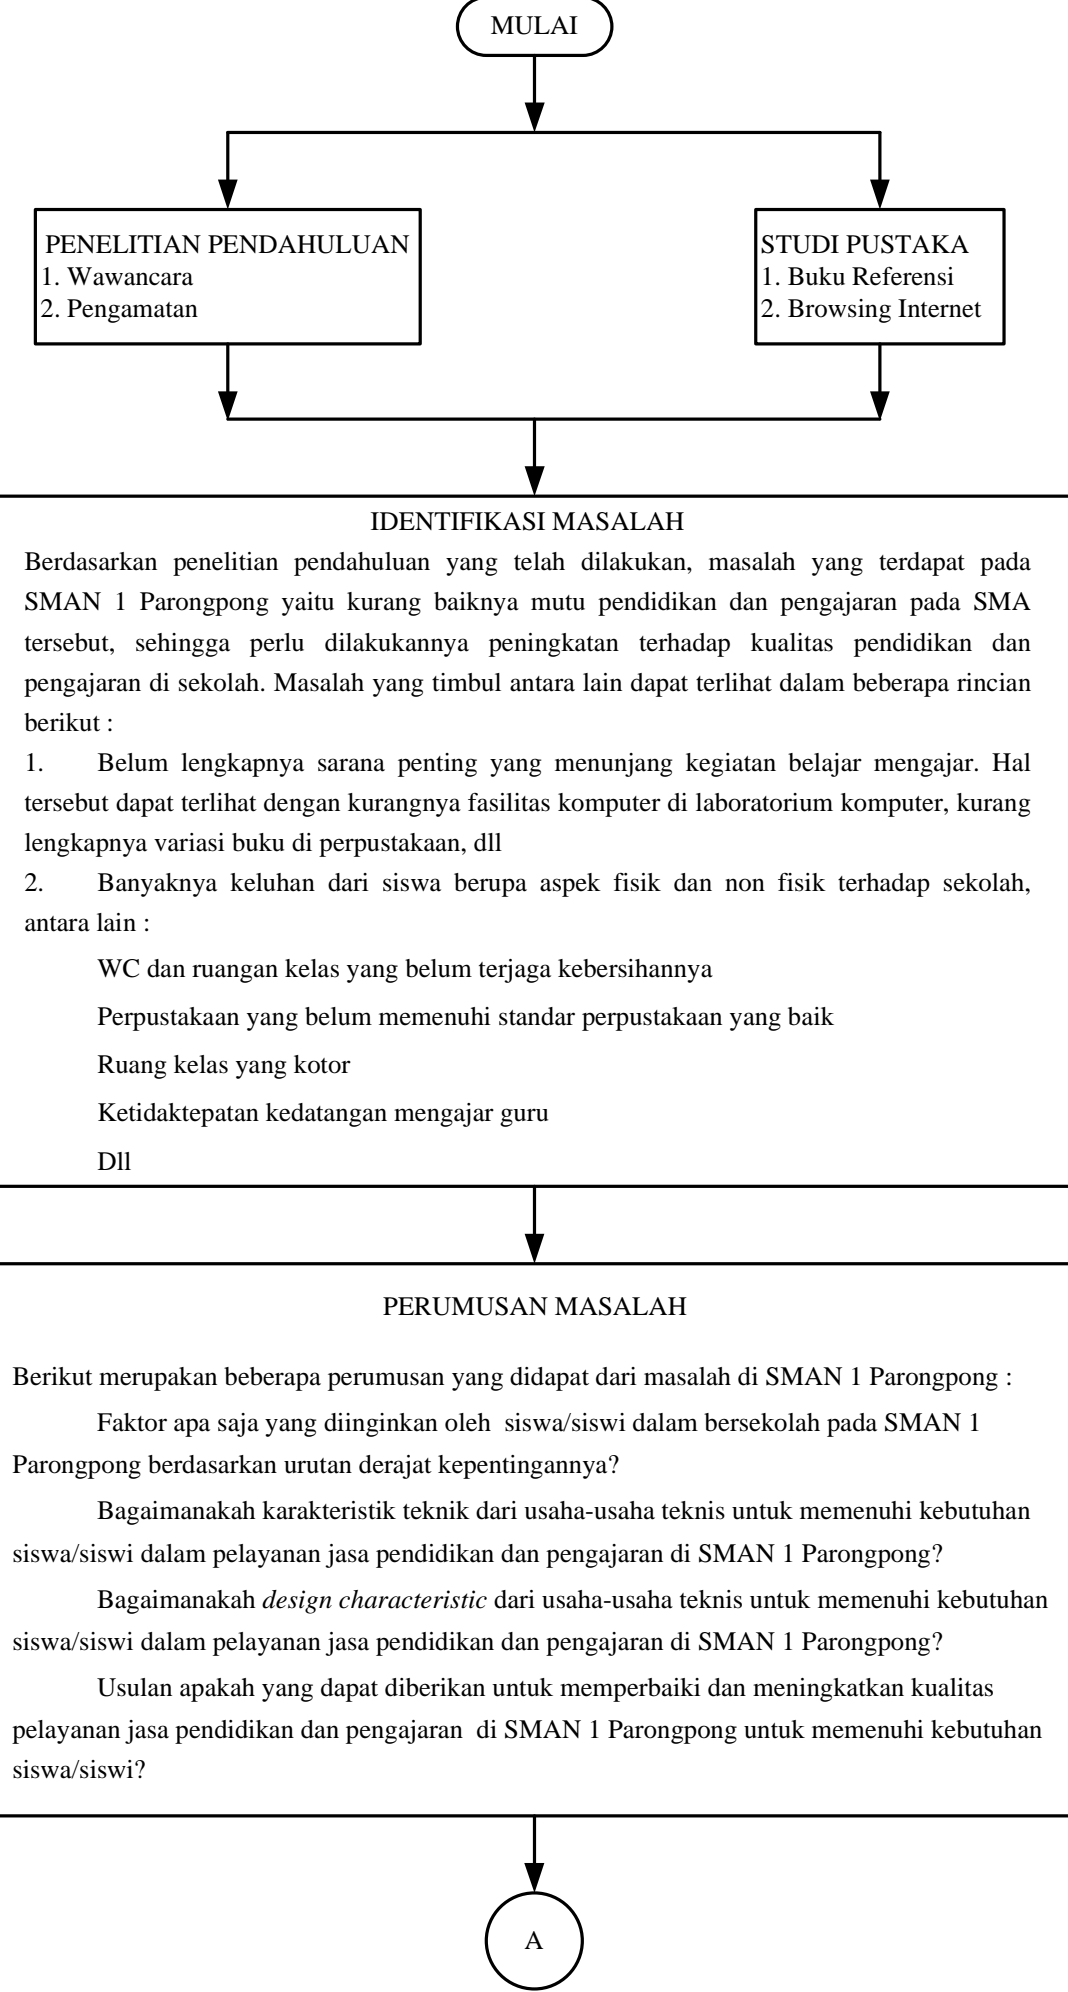 MULAI
PENELITIAN PENDAHULUAN
1. Wawancara
2. Pengamatan
STUDI PUSTAKA
1. Buku Referensi
2. Browsing Internet
IDENTIFIKASI MASALAH
Berdasarkan penelitian pendahuluan yang telah dilakukan, masalah yang terdapat pada
SMAN 1 Parongpong yaitu kurang baiknya mutu pendidikan dan pengajaran pada SMA
tersebut, sehingga perlu dilakukannya peningkatan terhadap kualitas pendidikan dan
pengajaran di sekolah. Masalah yang timbul antara lain dapat terlihat dalam beberapa rincian
berikut :
1. Belum lengkapnya sarana penting yang menunjang kegiatan belajar mengajar. Hal
tersebut dapat terlihat dengan kurangnya fasilitas komputer di laboratorium komputer, kurang
lengkapnya variasi buku di perpustakaan, dll
2. Banyaknya keluhan dari siswa berupa aspek fisik dan non fisik terhadap sekolah,
antara lain :
WC dan ruangan kelas yang belum terjaga kebersihannya
Perpustakaan yang belum memenuhi standar perpustakaan yang baik
Ruang kelas yang kotor
Ketidaktepatan kedatangan mengajar guru
Dll
PERUMUSAN MASALAH
Berikut merupakan beberapa perumusan yang didapat dari masalah di SMAN 1 Parongpong :
Faktor apa saja yang diinginkan oleh siswa/siswi dalam bersekolah pada SMAN 1
Parongpong berdasarkan urutan derajat kepentingannya?
Bagaimanakah karakteristik teknik dari usaha-usaha teknis untuk memenuhi kebutuhan
siswa/siswi dalam pelayanan jasa pendidikan dan pengajaran di SMAN 1 Parongpong?
Bagaimanakah design characteristic dari usaha-usaha teknis untuk memenuhi kebutuhan
siswa/siswi dalam pelayanan jasa pendidikan dan pengajaran di SMAN 1 Parongpong?
Usulan apakah yang dapat diberikan untuk memperbaiki dan meningkatkan kualitas
pelayanan jasa pendidikan dan pengajaran di SMAN 1 Parongpong untuk memenuhi kebutuhan
siswa/siswi?
A